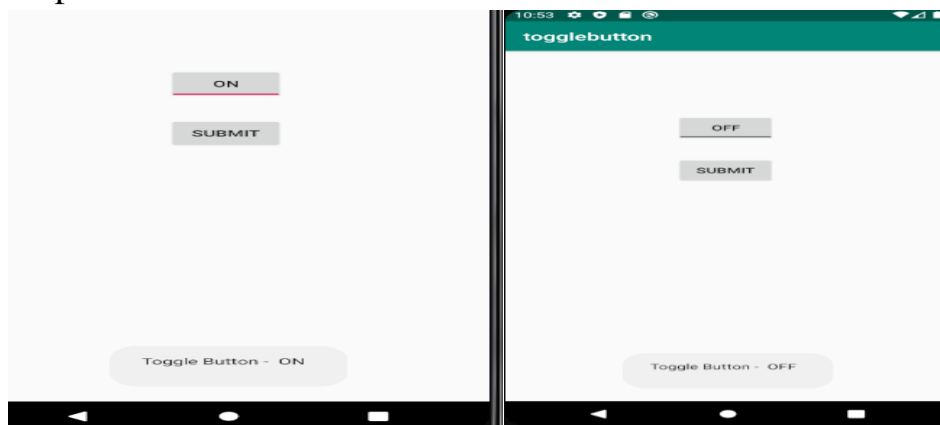 ON
SUBMIT
Toggle Button - ON
10:53
togglebutton
OFF
SUBMIT
Toggle Button - OFF